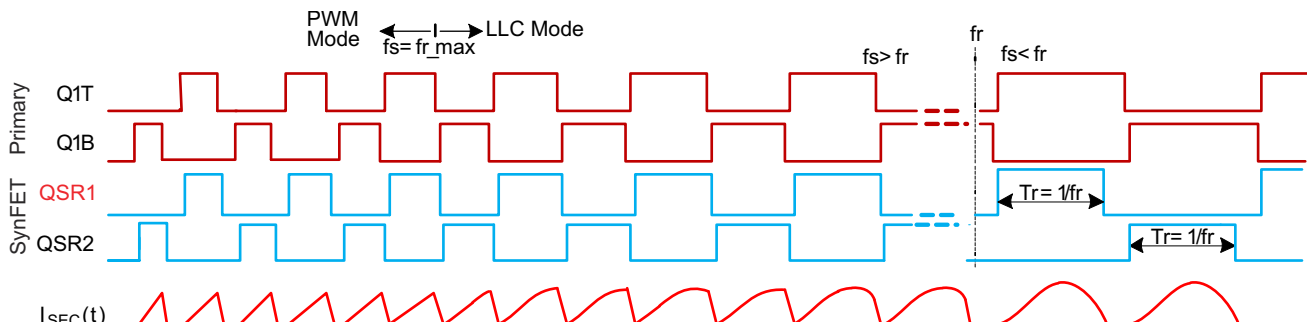 PWM Mode
LLC Mode
fs= fr_max
fs> fr
fr
fs< fr
Primary
Q1T
Q1B
SynFET
QSR1
Tr= 1/fr
QSR2
Tr= 1/fr
ISEC(t)